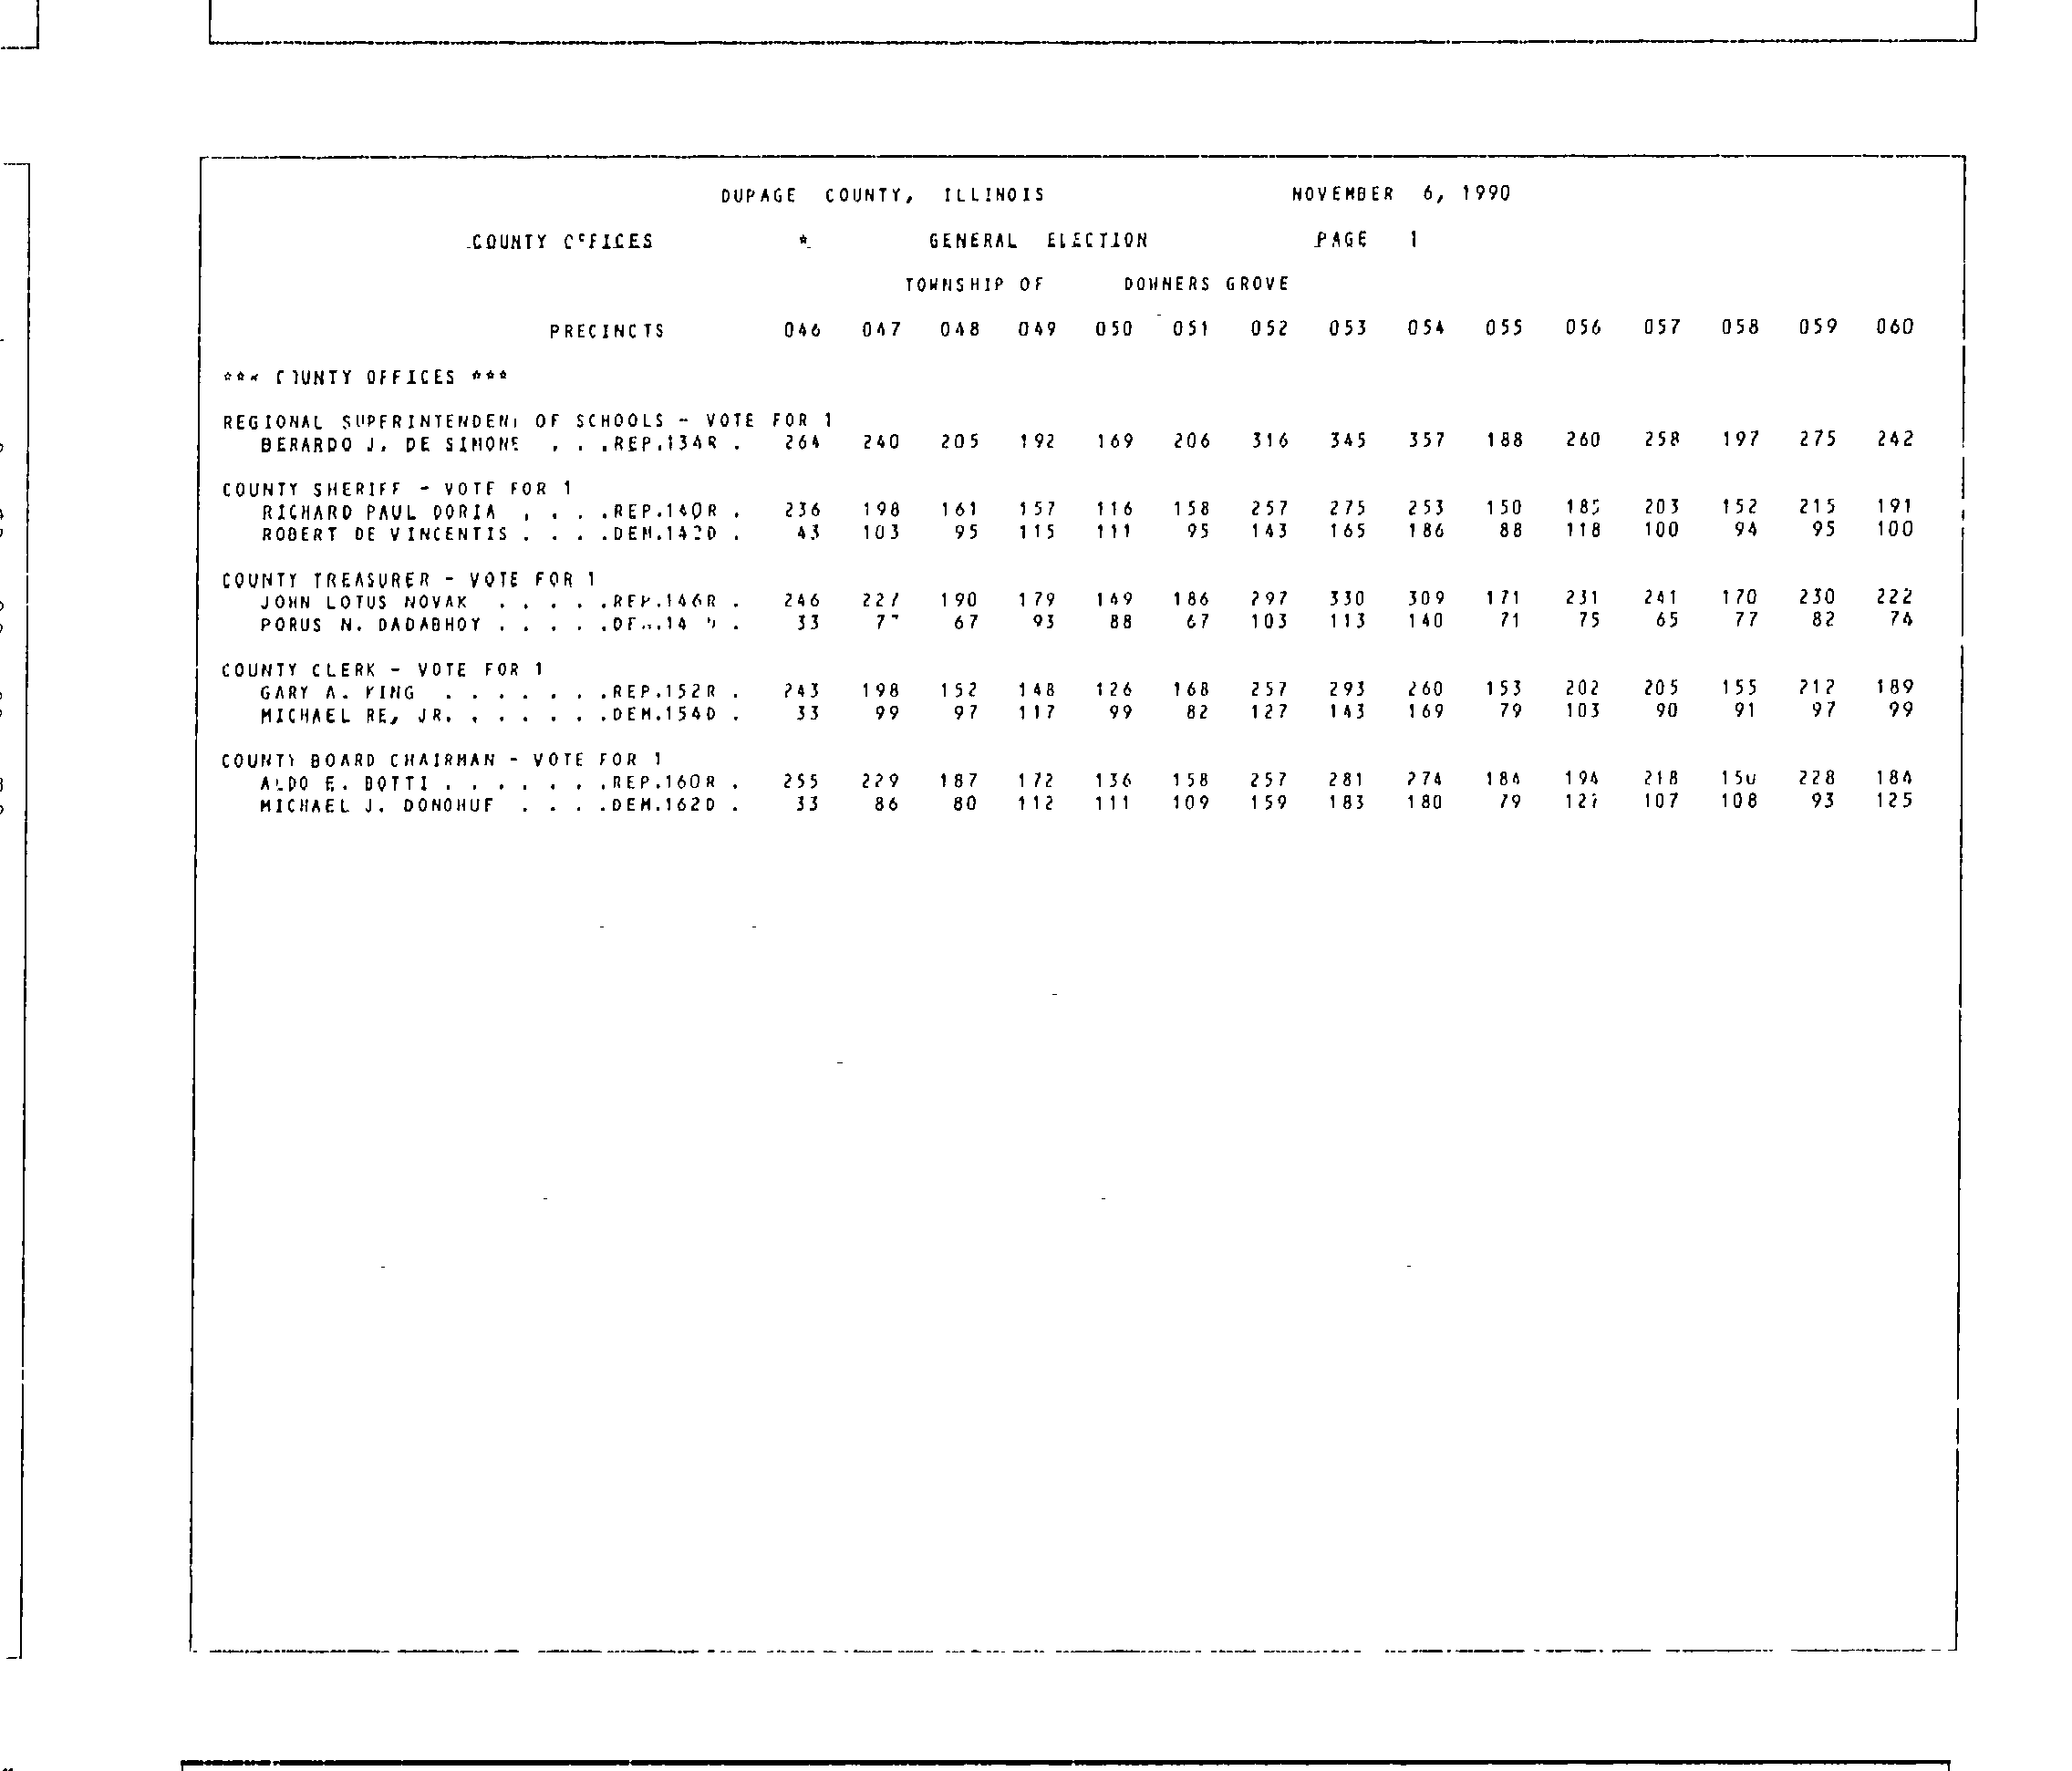 DUPAGE COUNTY, ILLINOIS NOVEMBER 6, 1990
COUNTY OFFICES * GENERAL ELECTION PAGE 1
TOWNSHIP OF DOWNERS GROVE
PRECINCTS 046 047 048 049 050 051 052 053 054 055 056 057 058 059 060
*** COUNTY OFFICES ***
REGIONAL SUPERINTENDENT OF SCHOOLS - VOTE FOR 1
BERARDO J. DE SIMONE . . .REP.134R . 264 240 205 192 169 206 316 345 357 188 260 258 197 275 242
COUNTY SHERIFF - VOTE FOR 1
RICHARD PAUL DORIA . . . .REP.140R . 236 198 161 157 116 158 257 275 253 150 185 203 152 215 191
ROBERT DE VINCENTIS . . . .DEM.142D . 43 103 95 115 111 95 143 165 186 88 118 100 94 95 100
COUNTY TREASURER - VOTE FOR 1
JOHN LOTUS NOVAK . . . . .REP.146R . 246 227 190 179 149 186 297 330 309 171 231 241 170 230 222
PORUS N. DADABHOY . . . . . 33 67 93 88 67 103 113 140 71 75 65 77 82 74
COUNTY CLERK - VOTE FOR 1
GARY A. KING . . . . . . .REP.152R . 243 198 152 148 126 168 257 293 260 153 202 205 155 212 189
MICHAEL RE, JR. . . . . . .DEM.154D . 33 99 97 117 99 82 127 143 169 79 103 90 91 97 99
COUNTY BOARD CHAIRMAN - VOTE FOR 1
ALDO E. BOTTI . . . . . . .REP.160R . 255 229 187 172 136 158 257 281 274 184 194 218 228 184
MICHAEL J. DONOHUE . . . .DEM.162D . 33 86 80 112 111 109 159 183 180 79 127 107 108 93 125